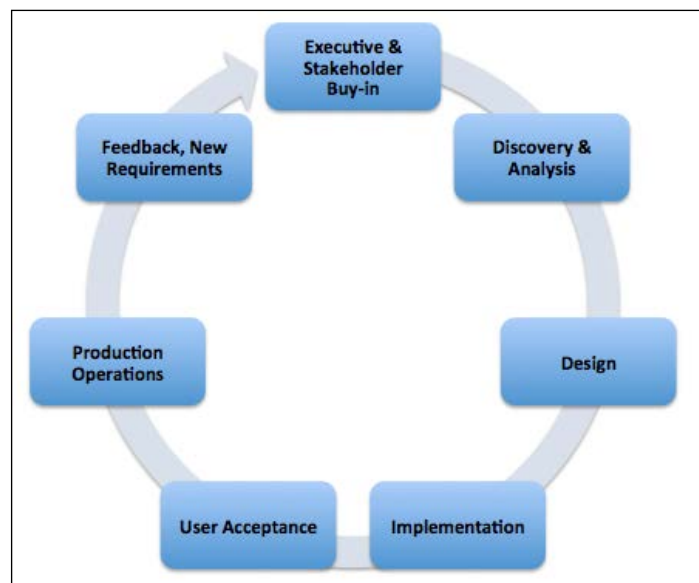 Executive &
Stakeholder
Buy-in
Discovery &
Analysis
Design
Implementation
User Acceptance
Production
Operations
Feedback, New
Requirements